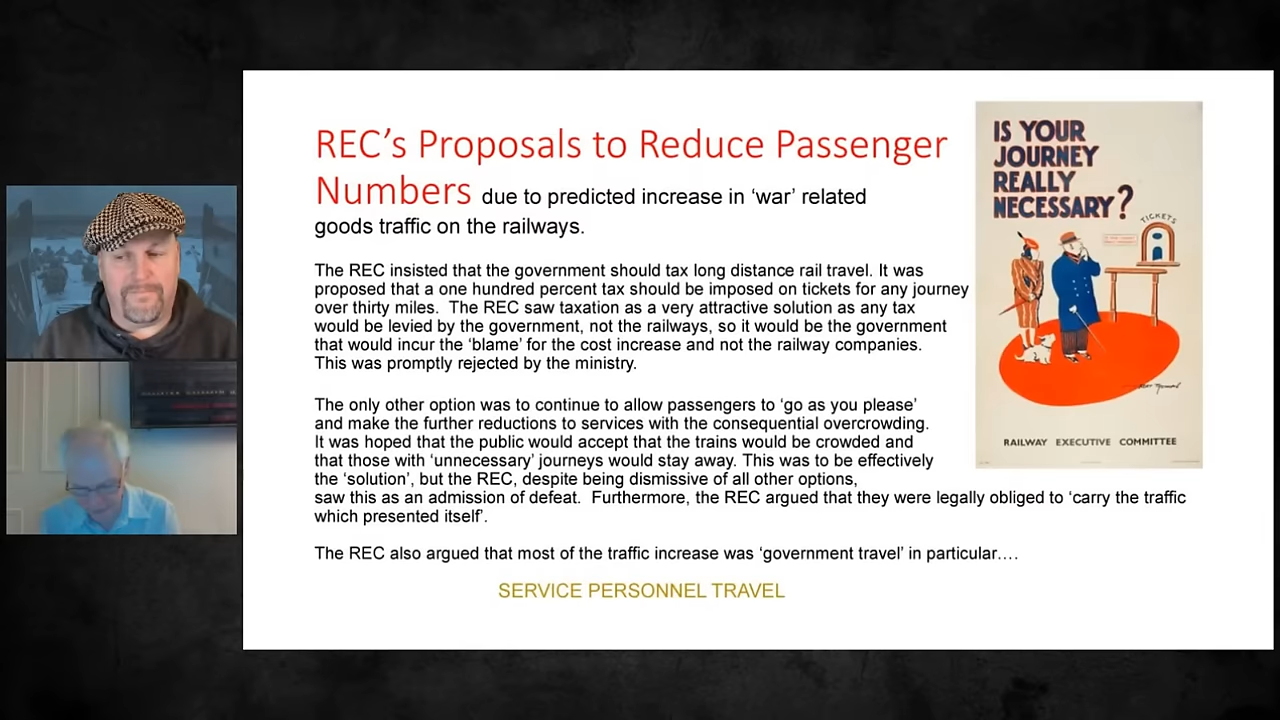 REC’s Proposals to Reduce Passenger
Numbers due to predicted increase in ‘war’ related
goods traffic on the railways.
The REC insisted that the government should tax long distance rail travel. It was
proposed that a one hundred percent tax should be imposed on tickets for any journey
over thirty miles.  The REC saw taxation as a very attractive solution as any tax
would be levied by the government, not the railways, so it would be the government
that would incur the ‘blame’ for the cost increase and not the railway companies.
This was promptly rejected by the ministry.
The only other option was to continue to allow passengers to ‘go as you please’
and make the further reductions to services with the consequential overcrowding.
It was hoped that the public would accept that the trains would be crowded and
that those with ‘unnecessary’ journeys would stay away. This was to be effectively
the ‘solution’, but the REC, despite being dismissive of all other options,
saw this as an admission of defeat.  Furthermore, the REC argued that they were legally obliged to ‘carry the traffic
which presented itself’.
The REC also argued that most of the traffic increase was ‘government travel’ in particular….
SERVICE PERSONNEL TRAVEL
IS YOUR
JOURNEY
REALLY
NECESSARY?
TICKETS
RAILWAY EXECUTIVE COMMITTEE